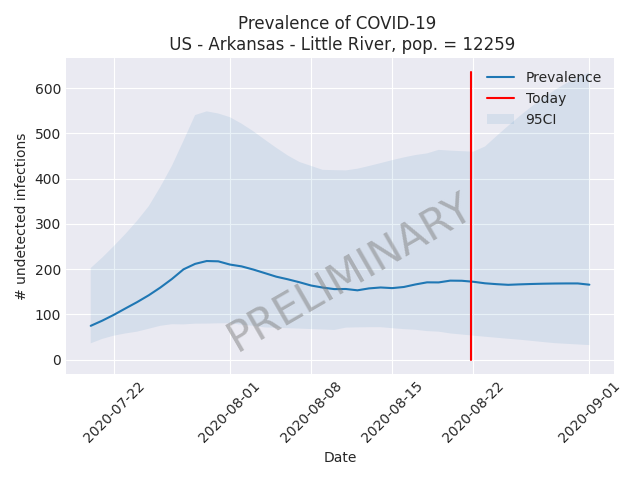 Prevalence of COVID-19
US - Arkansas - Little River, pop. = 12259
# undetected infections
600
500
400
300
200
100
0
Prevalence
Today
95CI
PRELIMINARY
2020-07-22
2020-08-01
2020-08-08
2020-08-15
2020-08-22
2020-09-01
Date